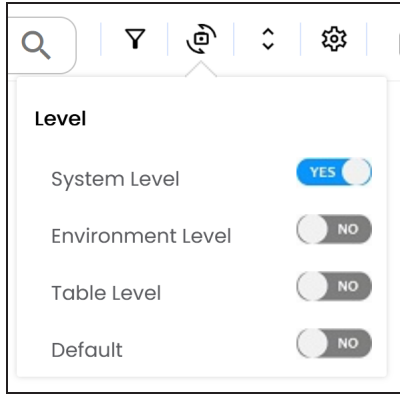 Level
System Level YES
Environment Level NO
Table Level NO
Default NO